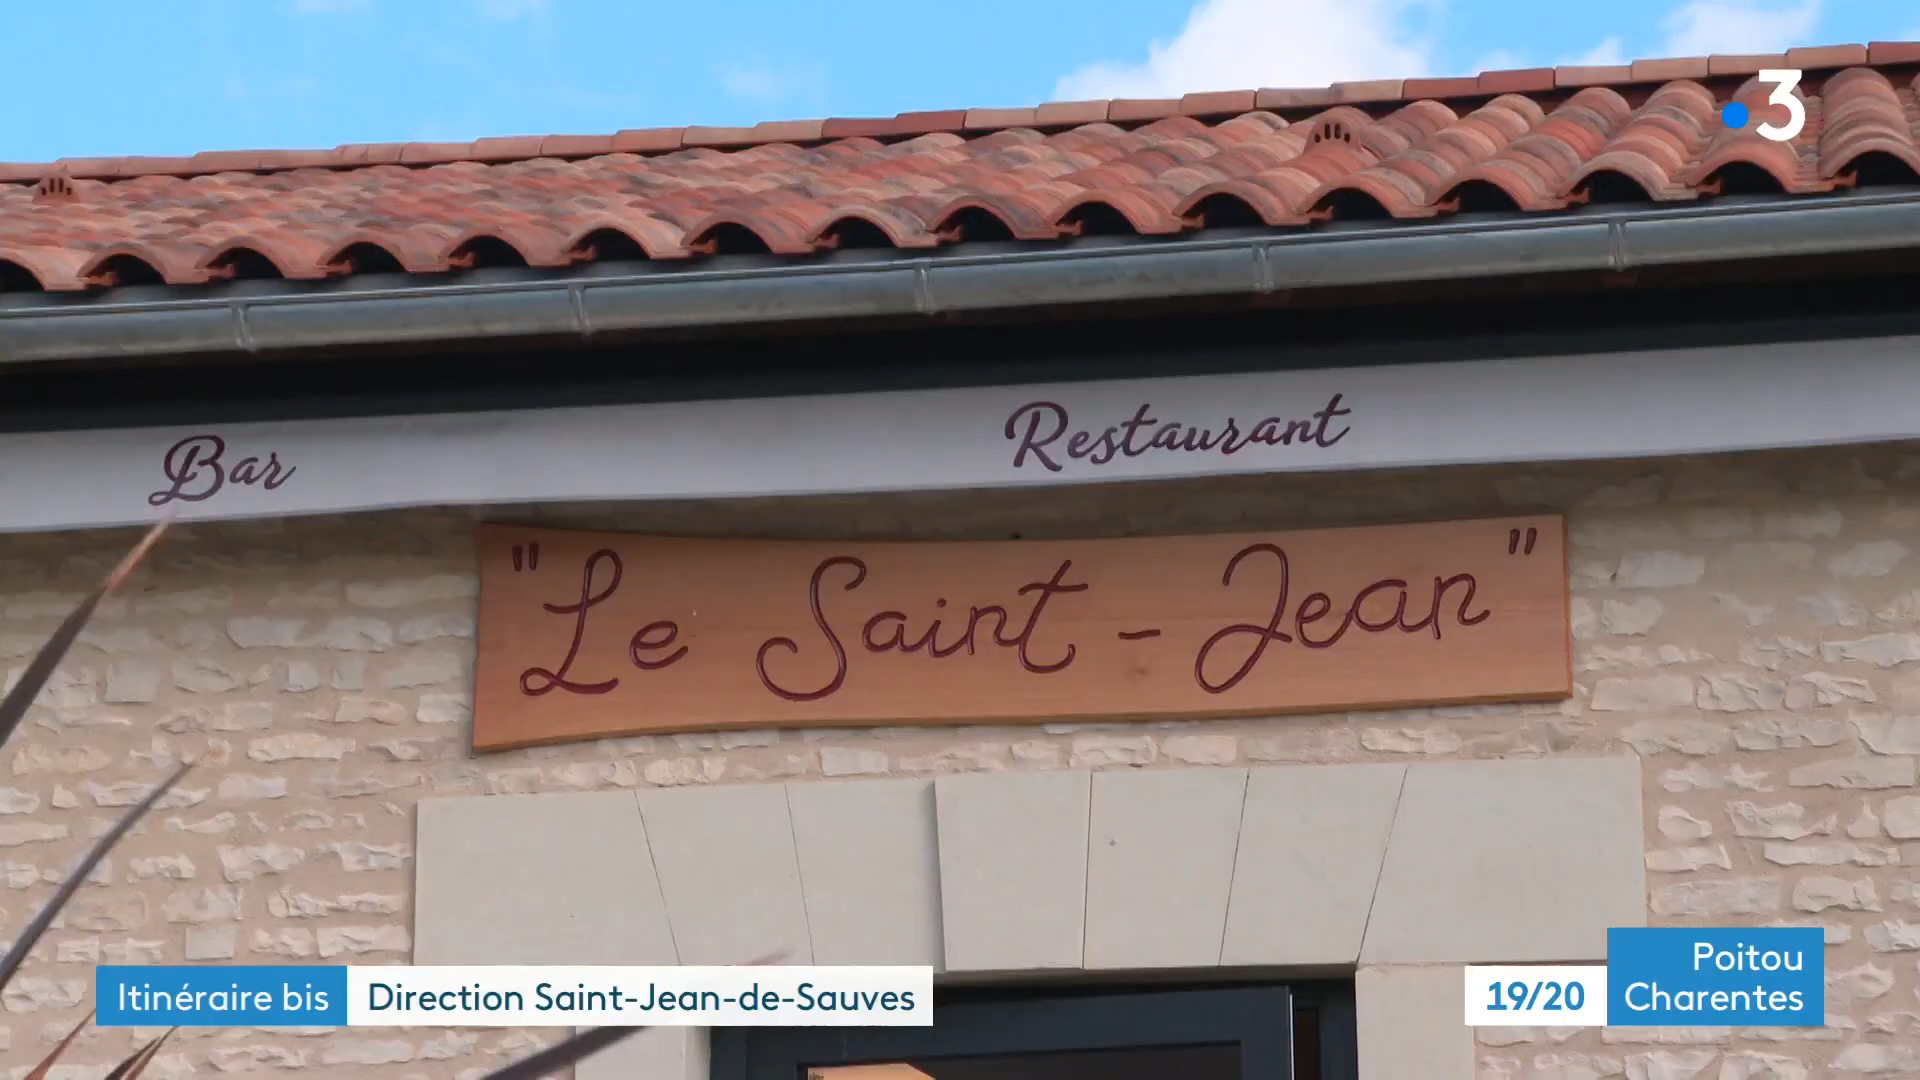 3
Bar Restaurant
"Le Saint-Jean"
Itinéraire bis Direction Saint-Jean-de-Sauves
19/20 Poitou
Charentes